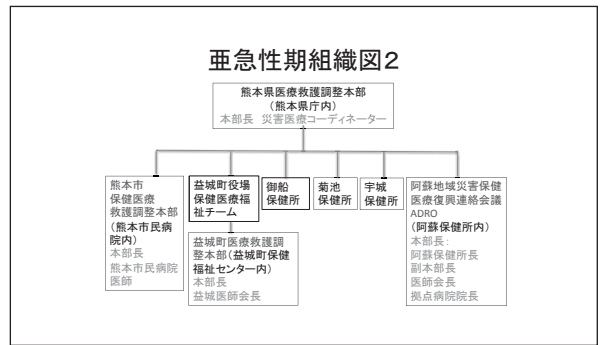 亜急性期組織図2
熊本県医療救護調整本部
（熊本県庁内）
本部長 災害医療コーディネーター
熊本市
保健医療
救護調整本部
（熊本市民病
院内）
本部長
熊本市民病院
医師
益城町役場
保健医療福
祉チーム
益城町医療救護調
整本部（益城町保健
福祉センター内）
本部長
益城医師会長
御船
保健所
菊池
保健所
宇城
保健所
阿蘇地域災害保健
医療復興連絡会議
ADRO
（阿蘇保健所内）
本部長：
阿蘇保健所長
副本部長
医師会長
拠点病院院長